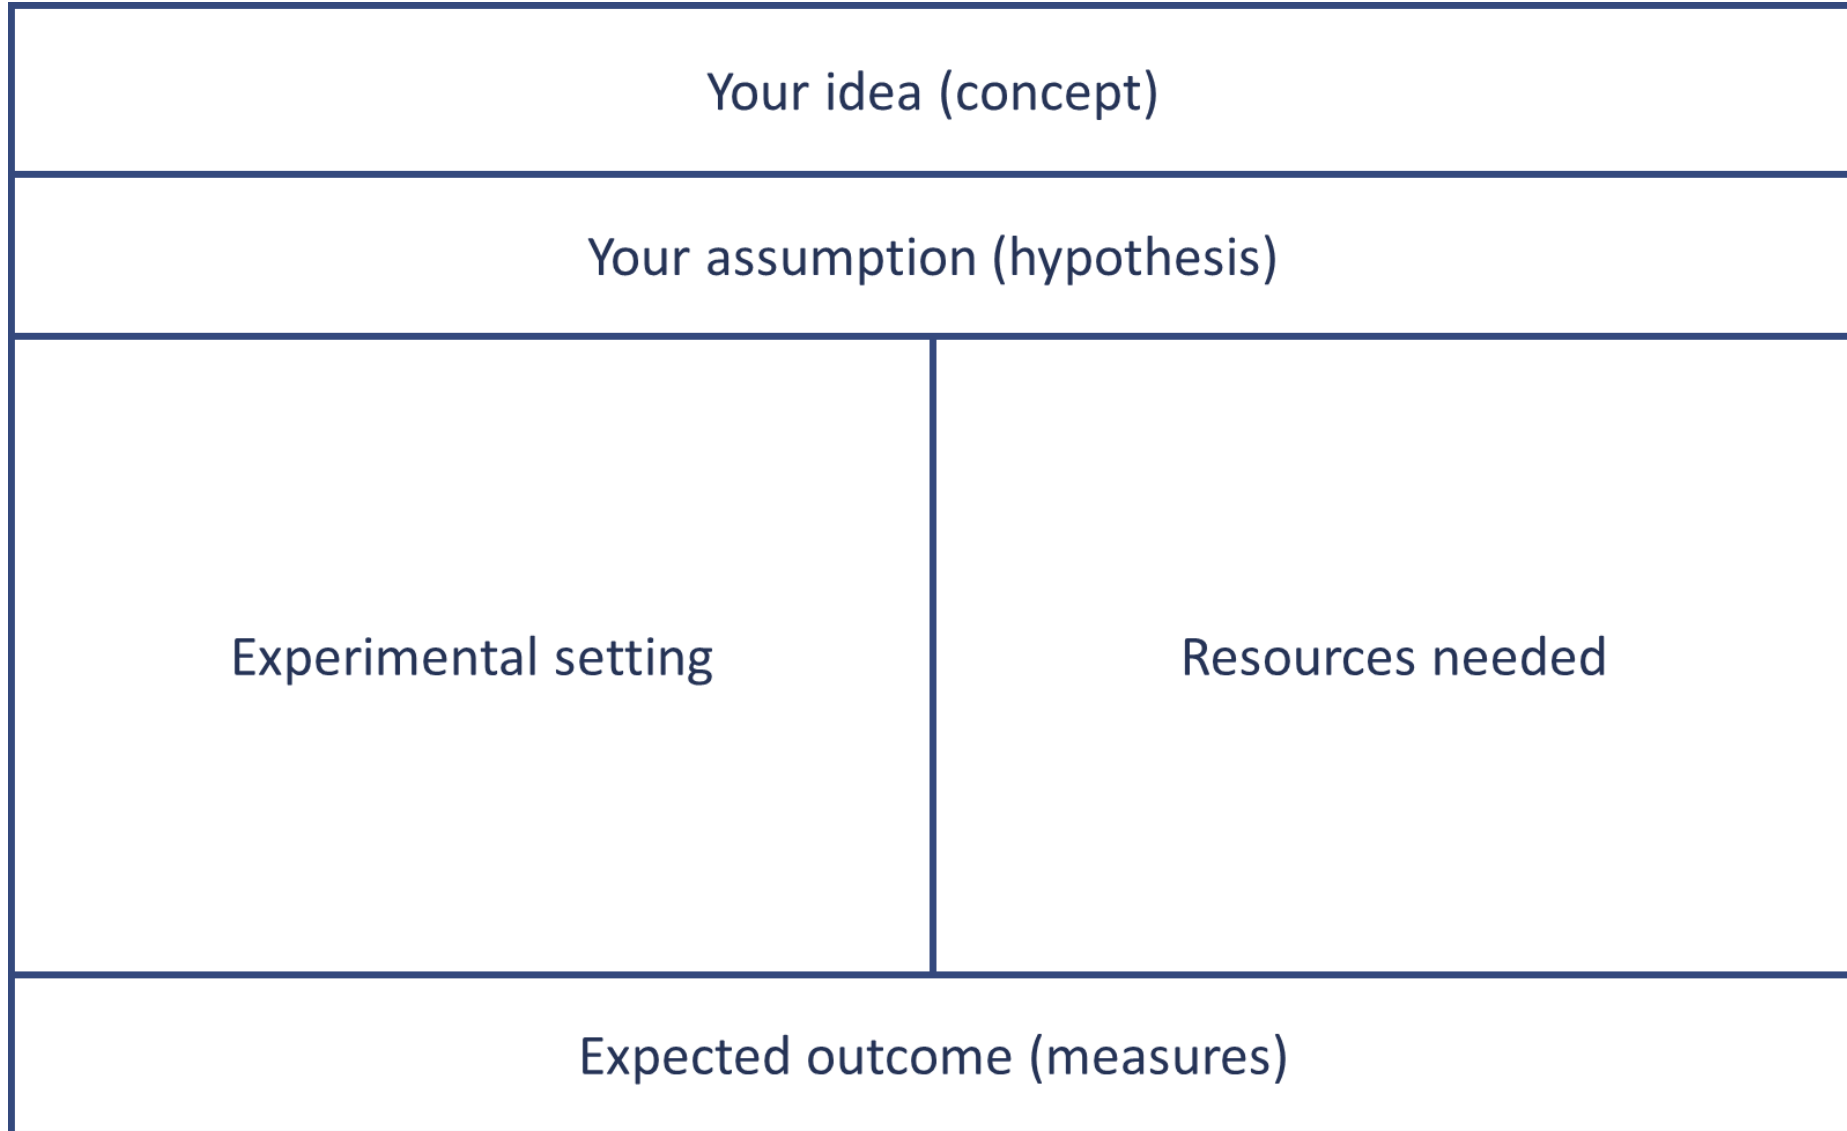 Your idea (concept)
Your assumption (hypothesis)
Experimental setting
Resources needed
Expected outcome (measures)